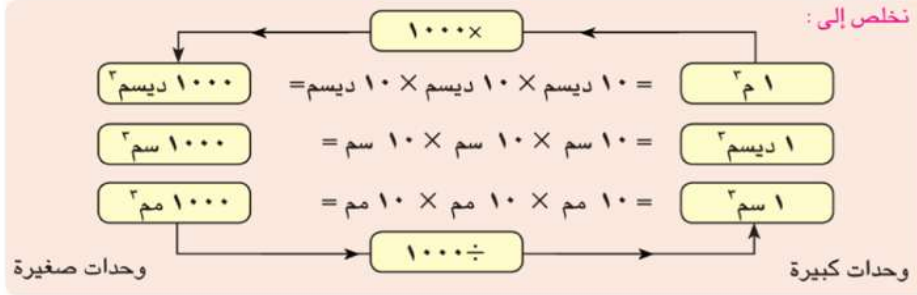 نخلص إلى :
×١٠٠٠
١ م٣ = ١٠ ديسم × ١٠ ديسم × ١٠ ديسم= ١٠٠٠ ديسم٣
١ ديسم٣ = ١٠ سم × ١٠ سم × ١٠ سم = ١٠٠٠ سم٣
١ سم٣ = ١٠ مم × ١٠ مم × ١٠ مم = ١٠٠٠ مم٣
÷١٠٠٠
وحدات كبيرة وحدات صغيرة